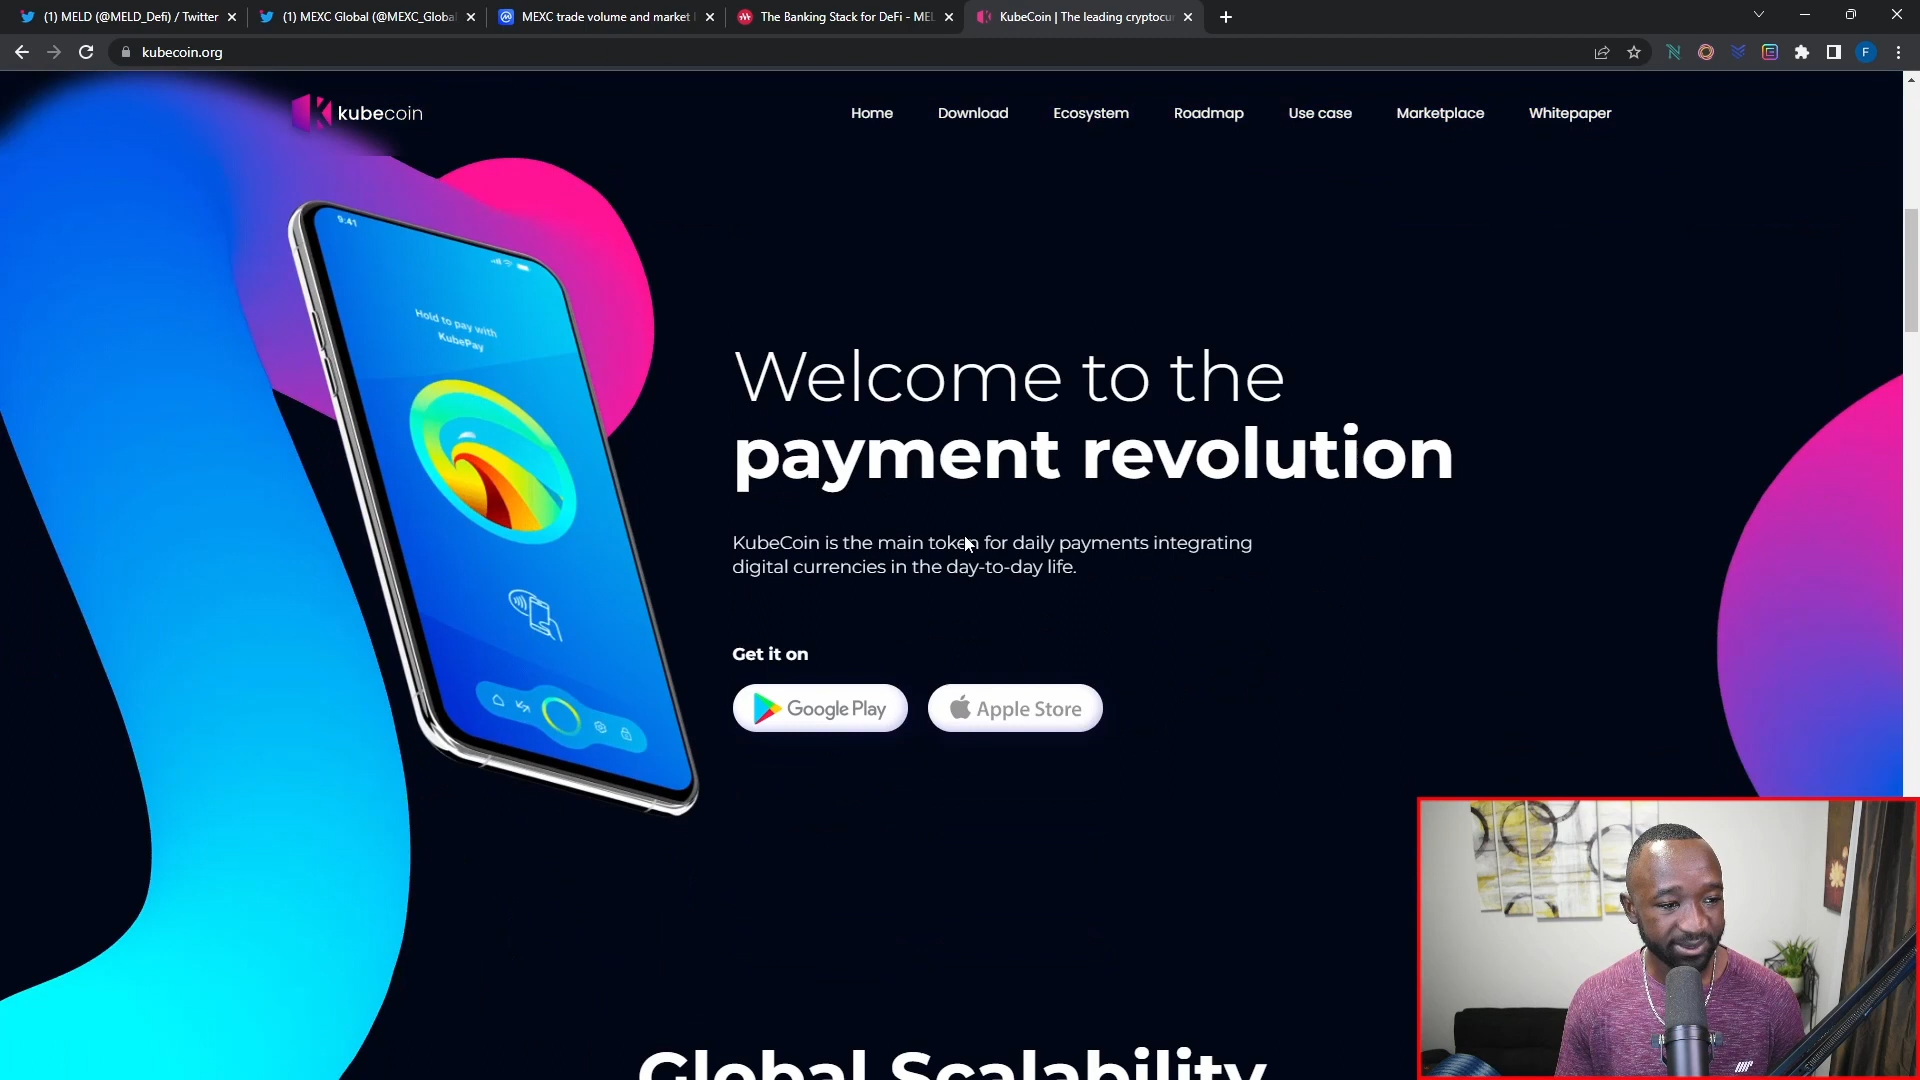 (1) MELD (@MELD_Defi) / Twitter
(1) MEXC Global (@MEXC_Global
MEXC trade volume and market
The Banking Stack for DeFi - MEL
KubeCoin | The leading cryptocu
kubecoin.org
F
kubecoin
Home
Download
Ecosystem
Roadmap
Use case
Marketplace
Whitepaper
9:41
Hold to pay with
KubePay
Welcome to the
payment revolution
KubeCoin is the main token for daily payments integrating
digital currencies in the day-to-day life.
Get it on
Google Play
Apple Store
Global Scalability